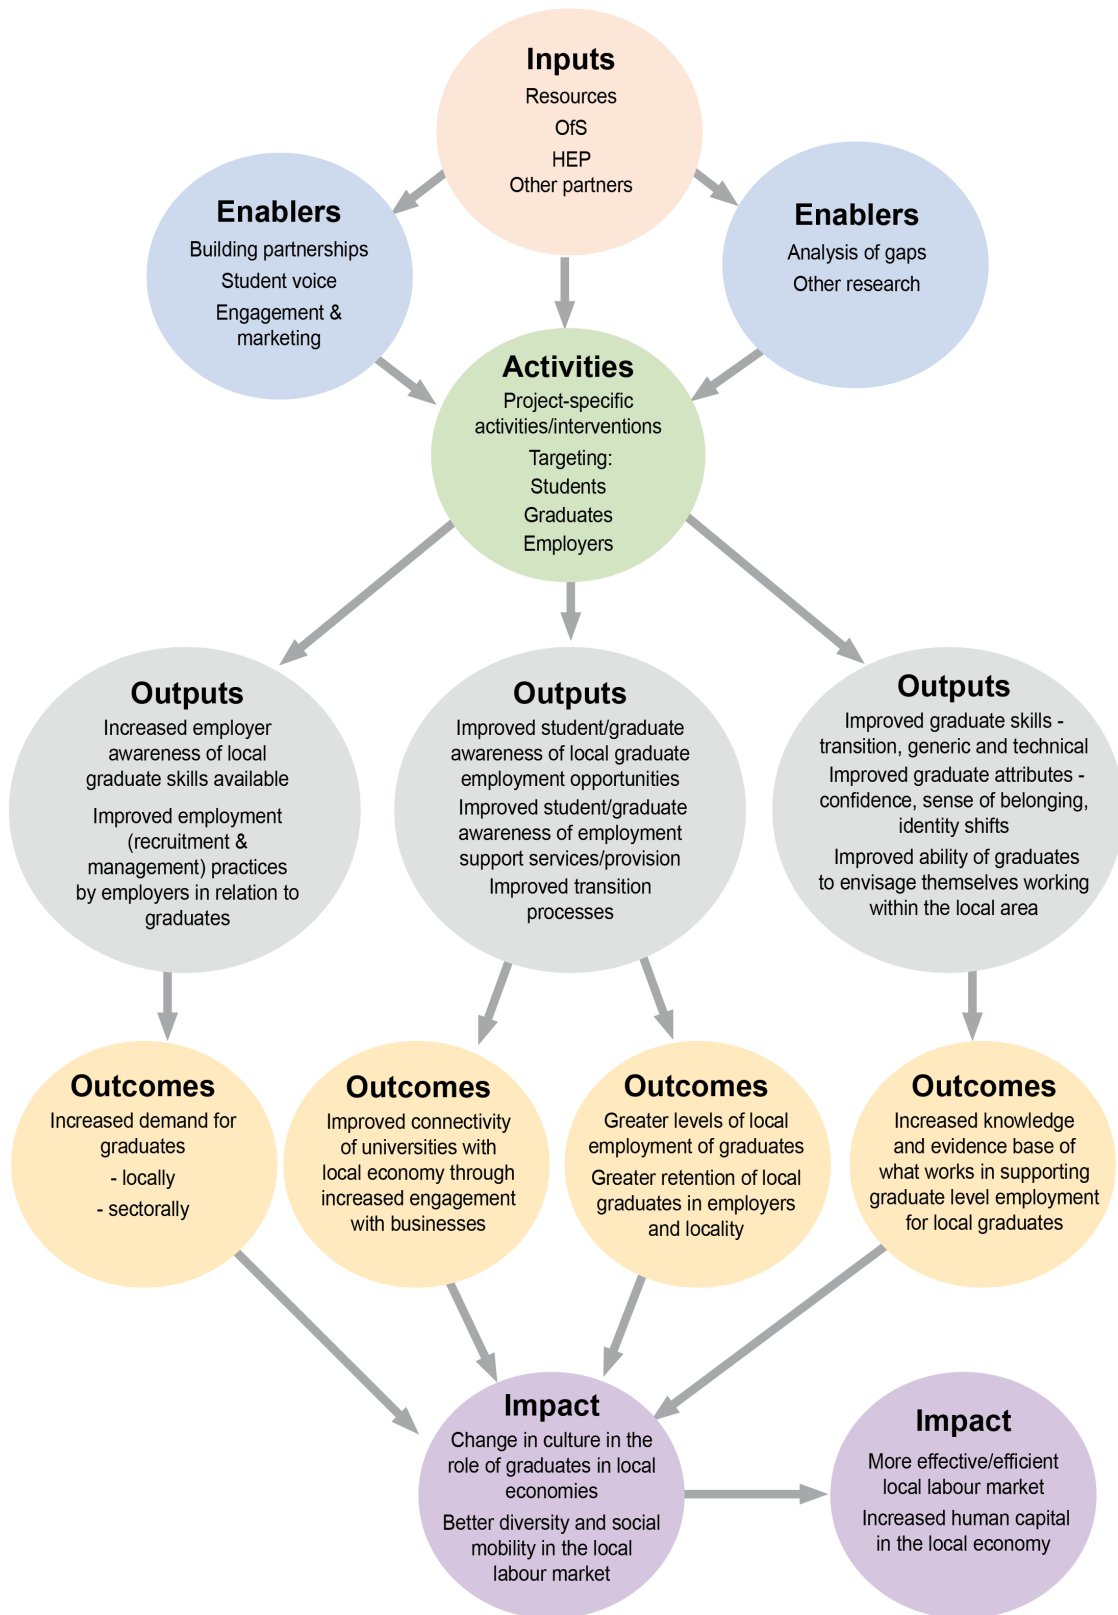 Inputs
Resources
OfS
HEP
Other partners
Enablers
Building partnerships
Student voice
Engagement &
marketing
Enablers
Analysis of gaps
Other research
Activities
Project-specific
activities/interventions
Targeting:
Students
Graduates
Employers
Outputs
Increased employer
awareness of local
graduate skills available
Improved employment
(recruitment &
management) practices
by employers in relation to
graduates
Outputs
Improved student/graduate
awareness of local graduate
employment opportunities
Improved student/graduate
awareness of employment
support services/provision
Improved transition
processes
Outputs
Improved graduate skills -
transition, generic and technical
Improved graduate attributes -
confidence, sense of belonging,
identity shifts
Improved ability of graduates
to envisage themselves working
within the local area
Outcomes
Increased demand for
graduates
- locally
- sectorally
Outcomes
Improved connectivity
of universities with
local economy through
increased engagement
with businesses
Outcomes
Greater levels of local
employment of graduates
Greater retention of local
graduates in employers
and locality
Outcomes
Increased knowledge
and evidence base of
what works in supporting
graduate level employment
for local graduates
Impact
Change in culture in the
role of graduates in local
economies
Better diversity and social
mobility in the local
labour market
Impact
More effective/efficient
local labour market
Increased human capital
in the local economy